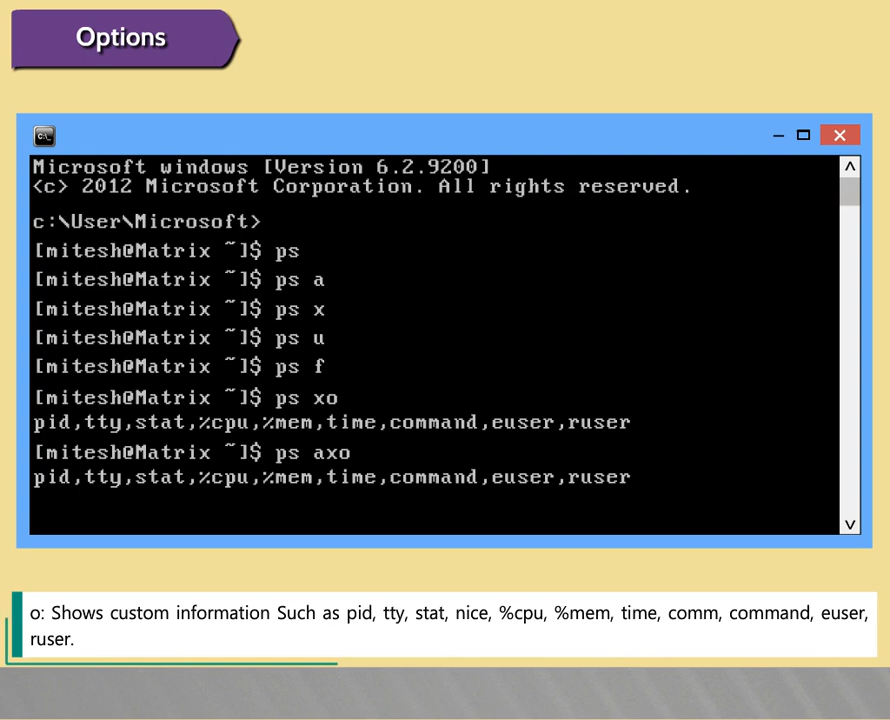 Options
Microsoft windows [Version 6.2.9200]
<c> 2012 Microsoft Corporation. All rights reserved.
c:\User\Microsoft>
[mitesh@Matrix ~]$ ps
[mitesh@Matrix ~]$ ps a
[mitesh@Matrix ~]$ ps x
[mitesh@Matrix ~]$ ps u
[mitesh@Matrix ~]$ ps f
[mitesh@Matrix ~]$ ps xo
pid,tty,stat,%cpu,%mem,time,command,euser,ruser
[mitesh@Matrix ~]$ ps axo
pid,tty,stat,%cpu,%mem,time,command,euser,ruser
o: Shows custom information Such as pid, tty, stat, nice, %cpu, %mem, time, comm, command, euser,
ruser.